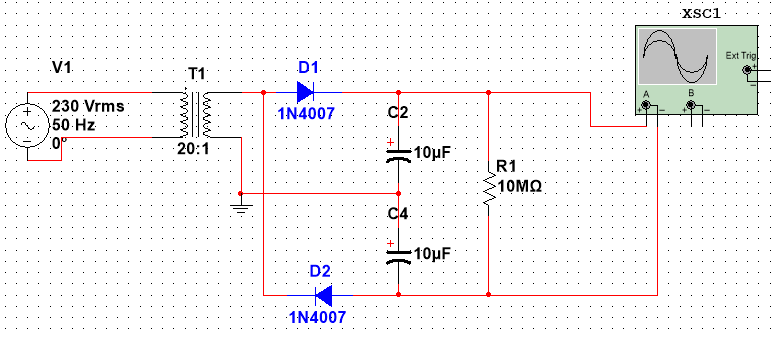 XSC1
V1
T1
D1
Ext Trig
+
1N4007
A
B
230 Vrms
50 Hz
0°
C2
20:1
10µF
R1
10MΩ
C4
10µF
D2
1N4007